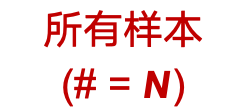 所有样本
(# = N)